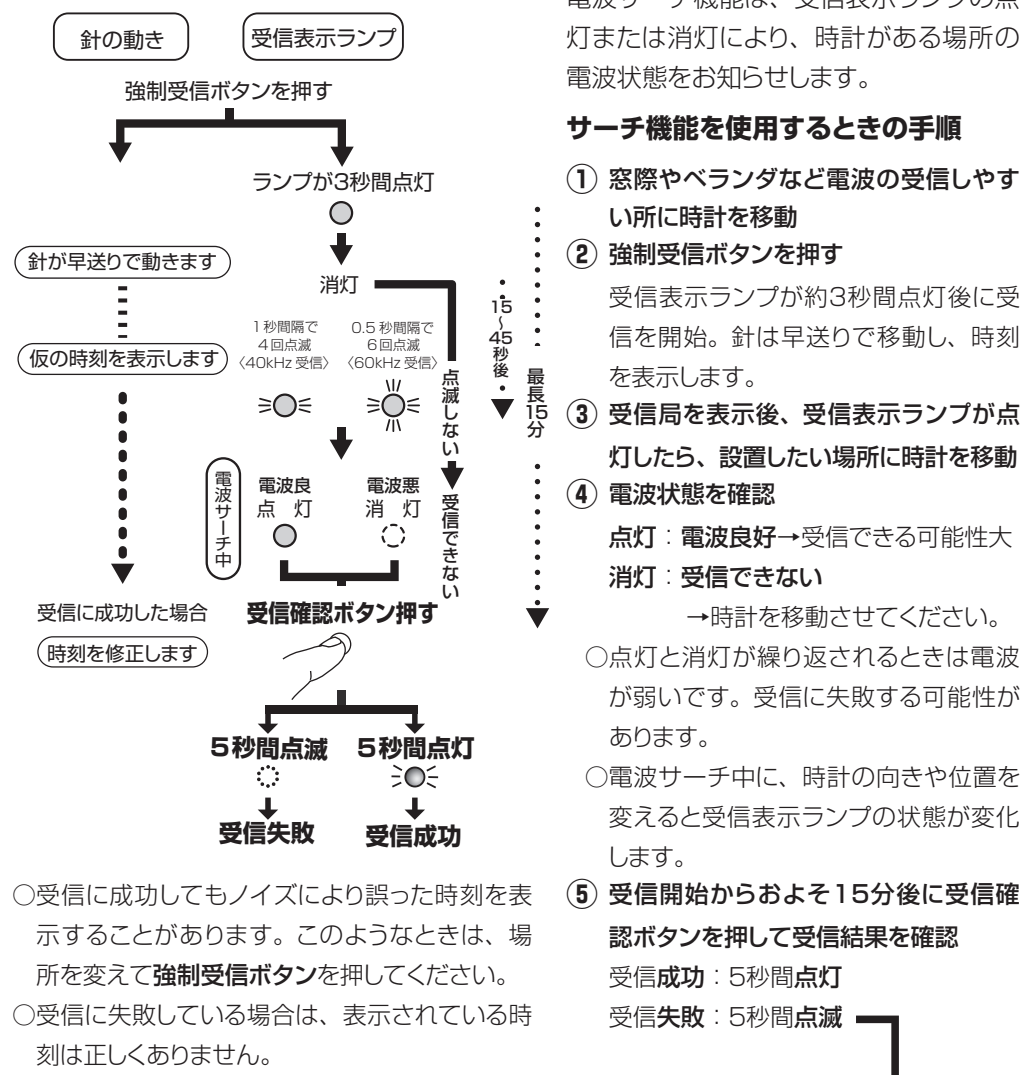 針の動き
受信表示ランプ
強制受信ボタンを押す
ランプが3秒間点灯
針が早送りで動きます
消灯
仮の時刻を表示します
1秒間隔で
4回点滅
〈40kHz 受信〉
0.5 秒間隔で
6回点滅
〈60kHz 受信〉
点滅しない
受信できない
15〜45秒後
最長15分
電波サーチ中
電波良
点 灯
電波悪
消 灯
受信に成功した場合
時刻を修正します
受信確認ボタン押す
5秒間点滅
5秒間点灯
受信失敗
受信成功
○受信に成功してもノイズにより誤った時刻を表
示することがあります。このようなときは、場
所を変えて強制受信ボタンを押してください。
○受信に失敗している場合は、表示されている時
刻は正しくありません。
電波サーチ機能は、受信表示ランプの点
灯または消灯により、時計がある場所の
電波状態をお知らせします。
サーチ機能を使用するときの手順
① 窓際やベランダなど電波の受信しやす
い所に時計を移動
② 強制受信ボタンを押す
受信表示ランプが約3秒間点灯後に受
信を開始。針は早送りで移動し、時刻
を表示します。
③ 受信局を表示後、受信表示ランプが点
灯したら、設置したい場所に時計を移動
④ 電波状態を確認
点灯：電波良好→受信できる可能性大
消灯：受信できない
→時計を移動させてください。
○点灯と消灯が繰り返されるときは電波
が弱いです。受信に失敗する可能性が
あります。
○電波サーチ中に、時計の向きや位置を
変えると受信表示ランプの状態が変化
します。
⑤ 受信開始からおよそ15分後に受信確
認ボタンを押して受信結果を確認
受信成功：5秒間点灯
受信失敗：5秒間点滅